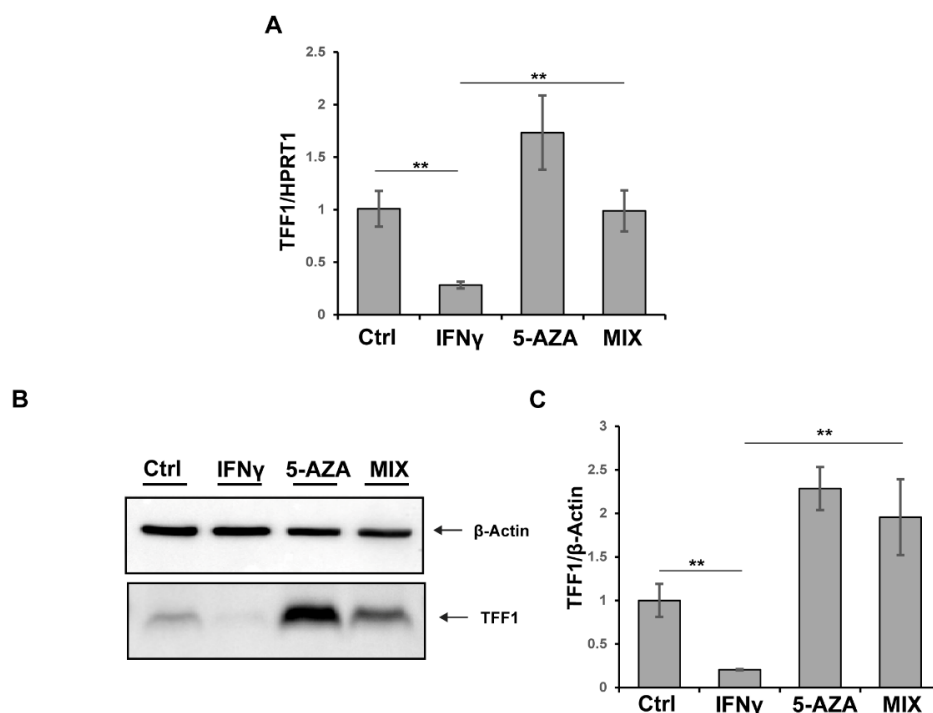 A
TFF1/HPRT1
2.5
2
1.5
1
0.5
0
**
**
Ctrl IFNγ 5-AZA MIX
B
Ctrl IFNγ 5-AZA MIX
β-Actin
TFF1
C
TFF1/β-Actin
3
2.5
2
1.5
1
0.5
0
**
**
Ctrl IFNγ 5-AZA MIX